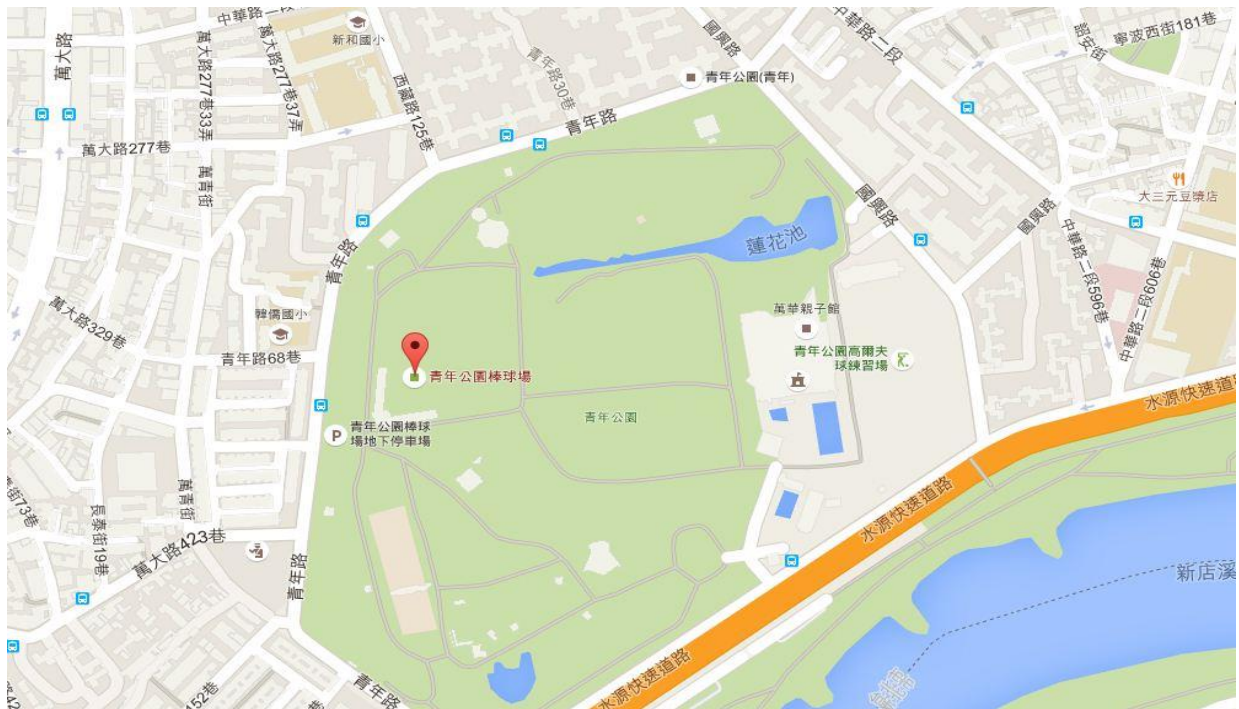 中華路二段
萬大路
新和國小
萬大路277巷33弄
萬大路277巷37弄
西藏路125巷
青年路30巷
青年路
青年公園(青年)
國興路
中華路二段
寧波西街181巷
萬大路277巷
萬青街
大三元豆漿店
國興路
國興路
中華路二段596巷
中華路二段606巷
蓮花池
青年路
韓僑國小
萬大路329巷
青年路68巷
萬華親子館
青年公園高爾夫
球練習場
青年公園棒球場
青年公園
青年公園棒球
場地下停車場
水源快速道路
水源快速道路
萬青街
長泰街19巷
萬大路423巷
青年路
新店溪
水源快速道路
青年路